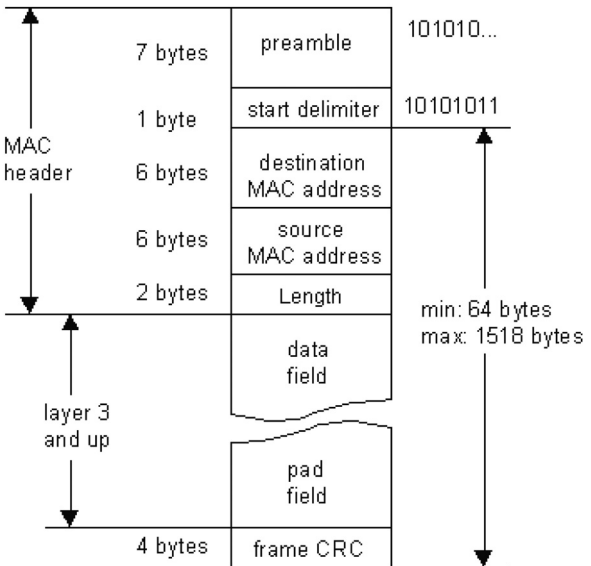 7 bytes
preamble
101010...
1 byte
start delimiter
10101011
MAC
header
6 bytes
destination
MAC address
6 bytes
source
MAC address
2 bytes
Length
min: 64 bytes
max: 1518 bytes
data
field
layer 3
and up
pad
field
4 bytes
frame CRC